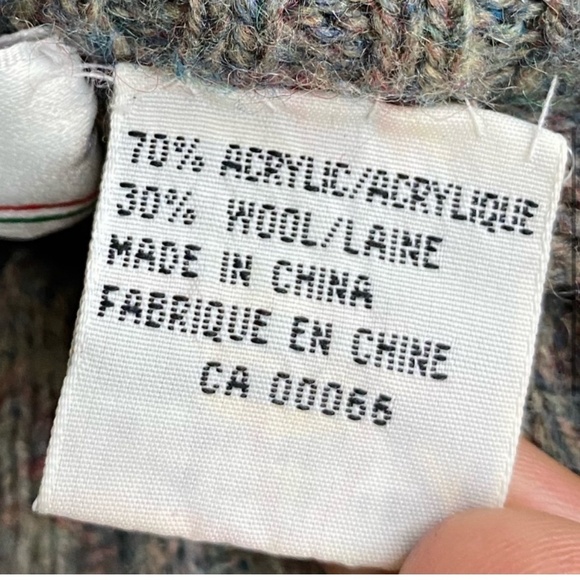 70% ACRYLIC/ACRYLIQUE
30% WOOL/LAINE
MADE IN CHINA
FABRIQUE EN CHINE
CA 00066